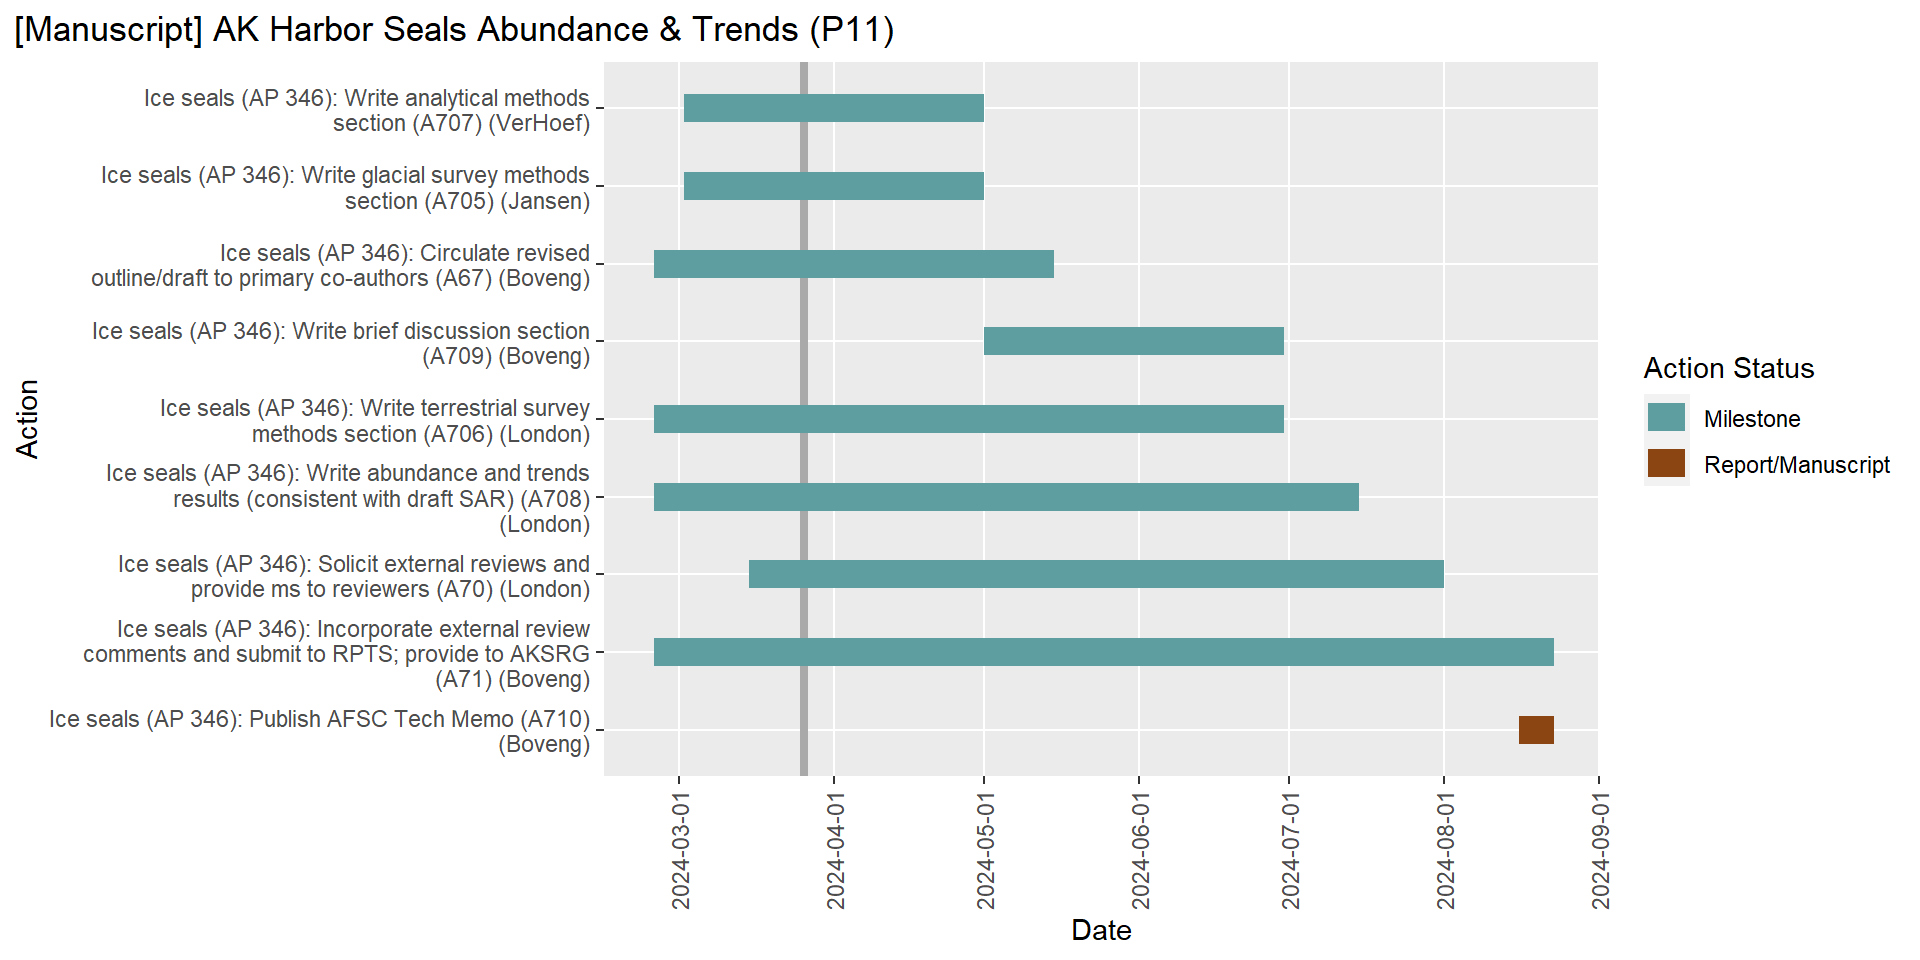 [Manuscript] AK Harbor Seals Abundance & Trends (P11)
Ice seals (AP 346): Write analytical methods
section (A707) (VerHoef)
Ice seals (AP 346): Write glacial survey methods
section (A705) (Jansen)
Ice seals (AP 346): Circulate revised
outline/draft to primary co-authors (A67) (Boveng)
Ice seals (AP 346): Write brief discussion section
(A709) (Boveng)
Ice seals (AP 346): Write terrestrial survey
methods section (A706) (London)
Ice seals (AP 346): Write abundance and trends
results (consistent with draft SAR) (A708)
(London)
Ice seals (AP 346): Solicit external reviews and
provide ms to reviewers (A70) (London)
Ice seals (AP 346): Incorporate external review
comments and submit to RPTS; provide to AKSRG
(A71) (Boveng)
Ice seals (AP 346): Publish AFSC Tech Memo (A710)
(Boveng)
Action
2024-03-01
2024-04-01
2024-05-01
2024-06-01
2024-07-01
2024-08-01
2024-09-01
Date
Action Status
Milestone
Report/Manuscript